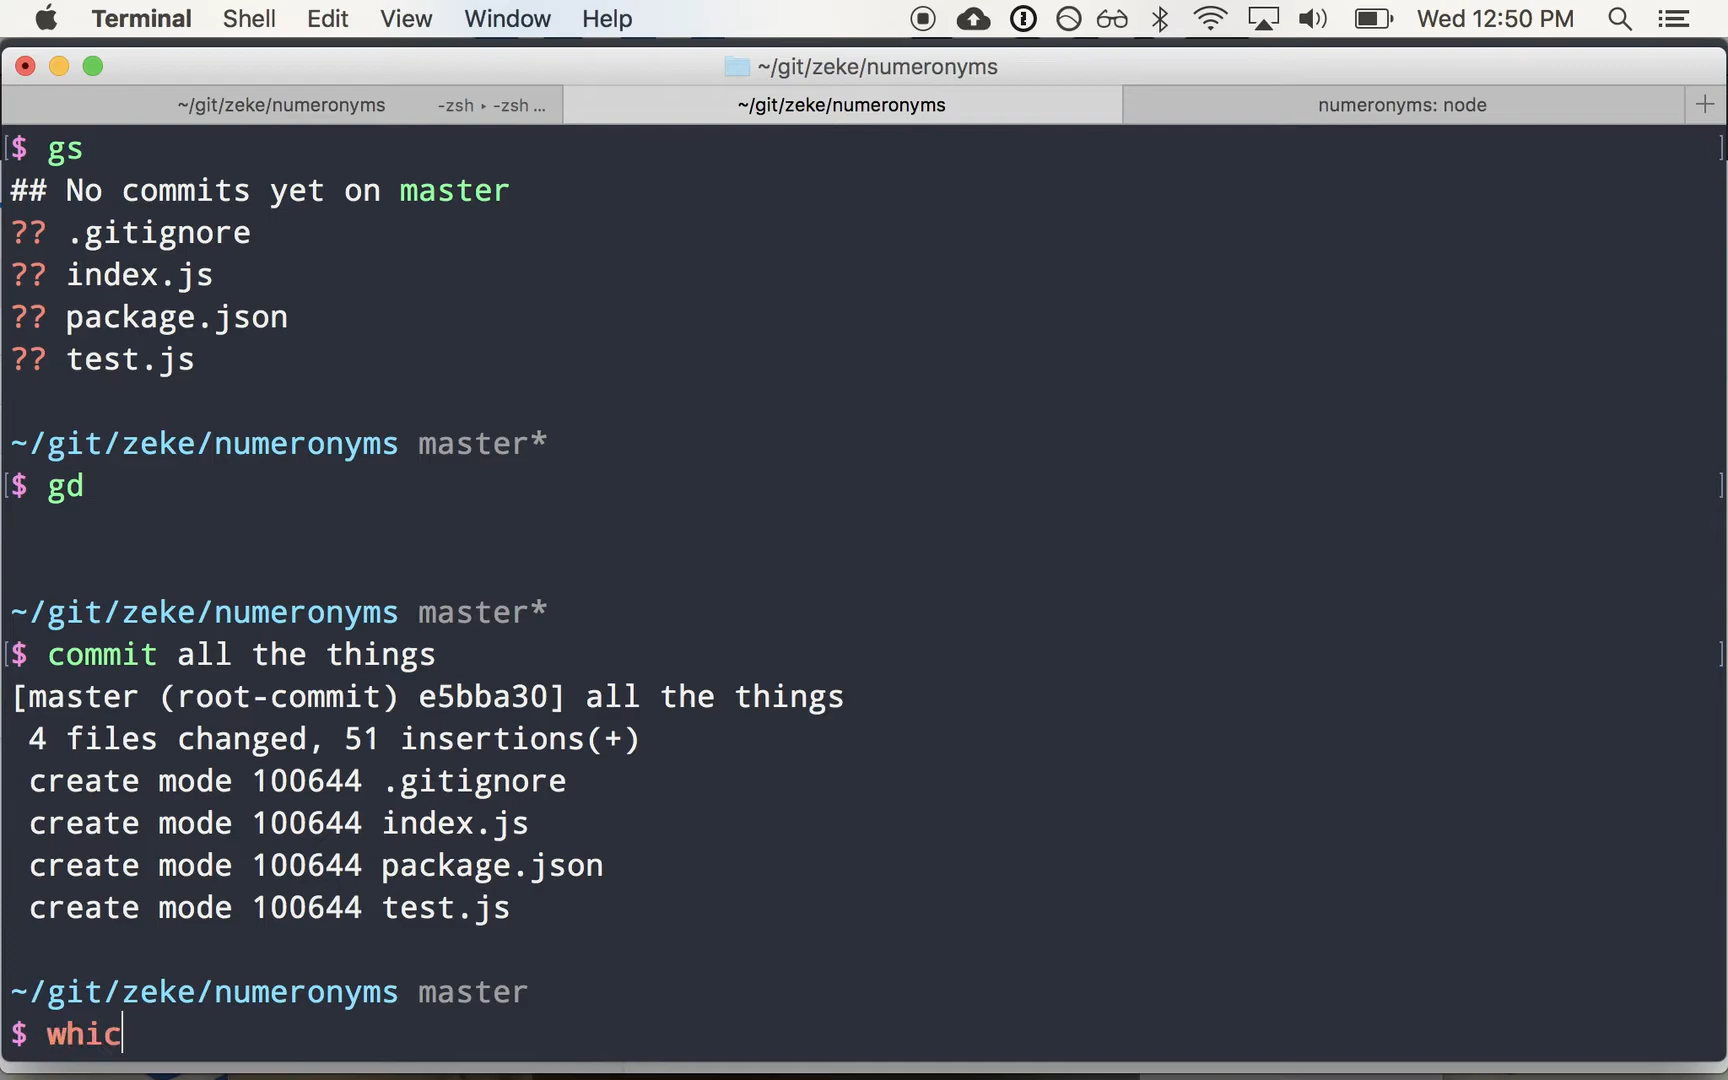 Terminal Shell Edit View Window Help Wed 12:50 PM
~/git/zeke/numeronyms
~/git/zeke/numeronyms -zsh ▸ -zsh ... ~/git/zeke/numeronyms numeronyms: node +
[$ gs ]
## No commits yet on master
?? .gitignore
?? index.js
?? package.json
?? test.js
~/git/zeke/numeronyms master*
[$ gd ]
~/git/zeke/numeronyms master*
[$ commit all the things ]
[master (root-commit) e5bba30] all the things
4 files changed, 51 insertions(+)
create mode 100644 .gitignore
create mode 100644 index.js
create mode 100644 package.json
create mode 100644 test.js
~/git/zeke/numeronyms master
$ whic